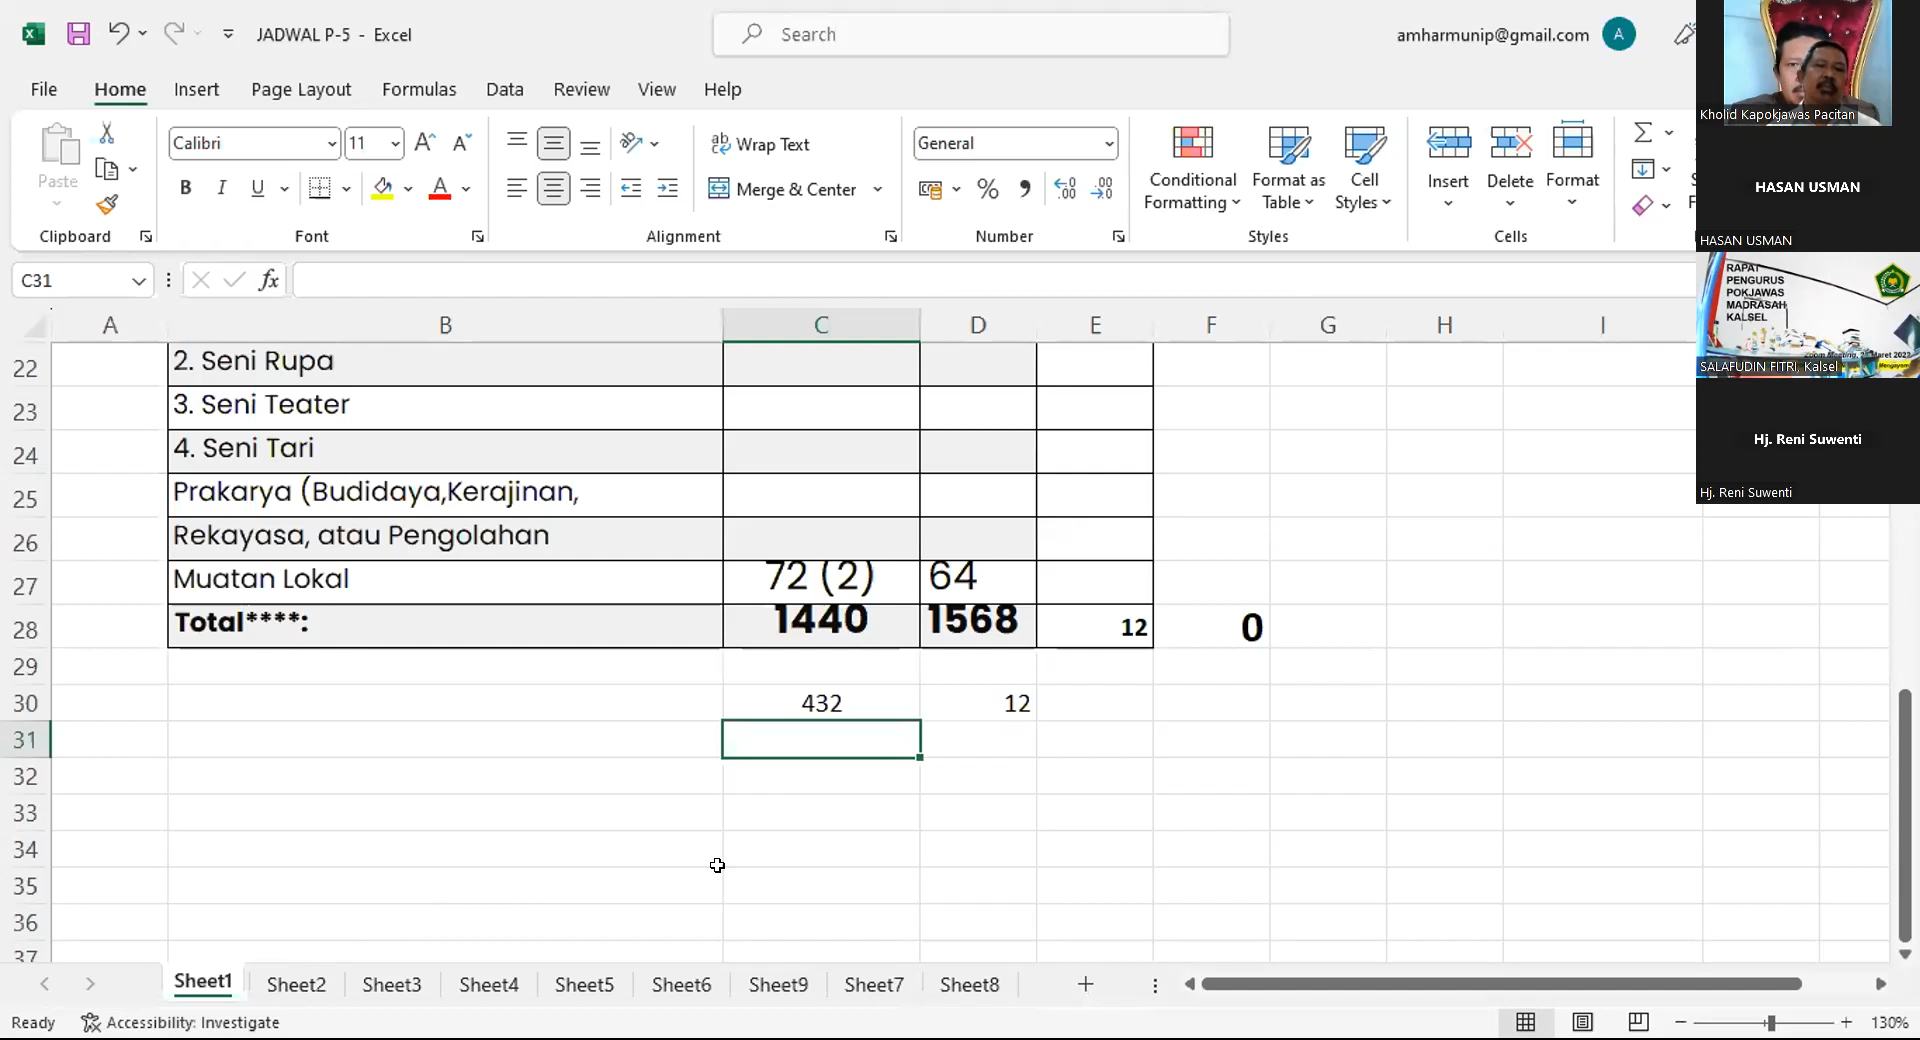 JADWAL P-5 - Excel
Search
amharmunip@gmail.com
A
File
Home
Insert
Page Layout
Formulas
Data
Review
View
Help
Paste
Calibri
11
Wrap Text
Merge & Center
General
Conditional Formatting
Format as Table
Cell Styles
Insert
Delete
Format
Clipboard
Font
Alignment
Number
Styles
Cells
C31
fx
A B C D E F G H I
22 2. Seni Rupa
23 3. Seni Teater
24 4. Seni Tari
25 Prakarya (Budidaya,Kerajinan,
26 Rekayasa, atau Pengolahan
27 Muatan Lokal 72 (2) 64
28 Total****: 1440 1568 12 0
29
30 432 12
31
32
33
34
35
36
37
Sheet1 Sheet2 Sheet3 Sheet4 Sheet5 Sheet6 Sheet9 Sheet7 Sheet8
Ready
Accessibility: Investigate
130%
Kholid Kapokjawas Pacitan
HASAN USMAN
HASAN USMAN
RAPAT
PENGURUS
POKJAWAS
MADRASAH
KALSEL
SALAFUDIN FITRI, Kalsel
Hj. Reni Suwenti
Hj. Reni Suwenti